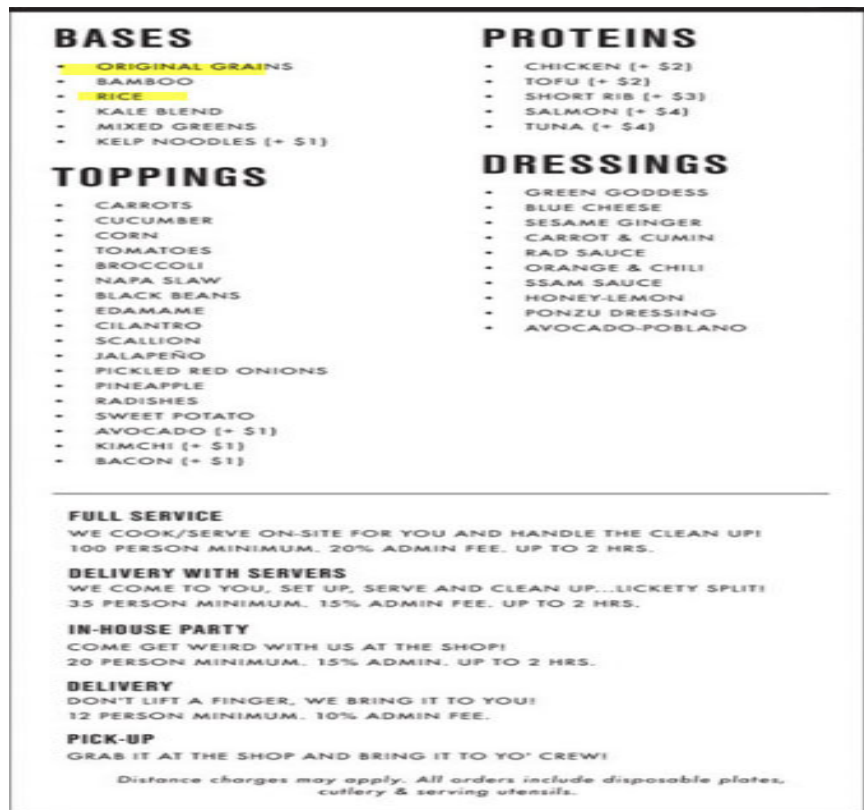 BASES
• ORIGINAL GRAINS
• BAMBOO
• RICE
• KALE BLEND
• MIXED GREENS
• KELP NOODLES (+ $1)
TOPPINGS
• CARROTS
• CUCUMBER
• CORN
• TOMATOES
• BROCCOLI
• NAPA SLAW
• BLACK BEANS
• EDAMAME
• CILANTRO
• SCALLION
• JALAPEÑO
• PICKLED RED ONIONS
• PINEAPPLE
• RADISHES
• SWEET POTATO
• AVOCADO (+ $1)
• KIMCHI (+ $1)
• BACON (+ $1)
PROTEINS
• CHICKEN (+ $2)
• TOFU (+ $2)
• SHORT RIB (+ $3)
• SALMON (+ $4)
• TUNA (+ $4)
DRESSINGS
• GREEN GODDESS
• BLUE CHEESE
• SESAME GINGER
• CARROT & CUMIN
• RAD SAUCE
• ORANGE & CHILI
• SSAM SAUCE
• HONEY-LEMON
• PONZU DRESSING
• AVOCADO-POBLANO
FULL SERVICE
WE COOK/SERVE ON-SITE FOR YOU AND HANDLE THE CLEAN UP!
100 PERSON MINIMUM. 20% ADMIN FEE. UP TO 2 HRS.
DELIVERY WITH SERVERS
WE COME TO YOU, SET UP, SERVE AND CLEAN UP...LICKETY SPLIT!
35 PERSON MINIMUM. 15% ADMIN FEE. UP TO 2 HRS.
IN-HOUSE PARTY
COME GET WEIRD WITH US AT THE SHOP!
20 PERSON MINIMUM. 15% ADMIN. UP TO 2 HRS.
DELIVERY
DON'T LIFT A FINGER, WE BRING IT TO YOU!
12 PERSON MINIMUM. 10% ADMIN FEE.
PICK-UP
GRAB IT AT THE SHOP AND BRING IT TO YO' CREW!
Distance charges may apply. All orders include disposable plates,
cutlery & serving utensils.